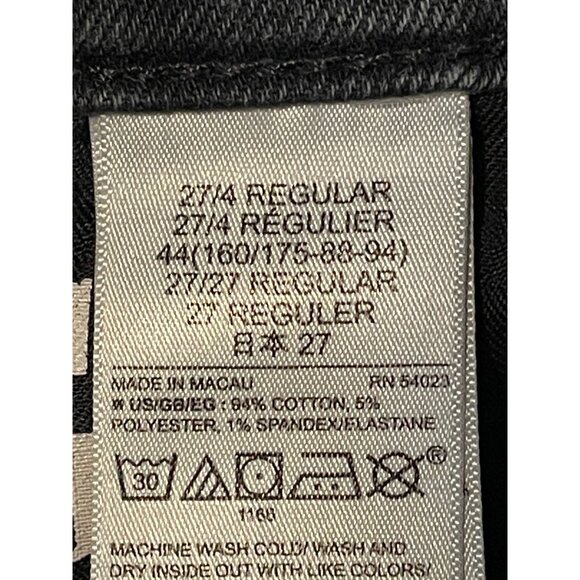 27/4 REGULAR
27/4 RÉGULIER
44(160/175-88-94)
27/27 REGULAR
27 REGULER
日本 27
MADE IN MACAU RN 54023
# US/GB/EG : 94% COTTON, 5%
POLYESTER, 1% SPANDEX/ELASTANE
30 ®
1166
MACHINE WASH COLD/ WASH AND
DRY INSIDE OUT WITH LIKE COLORS/